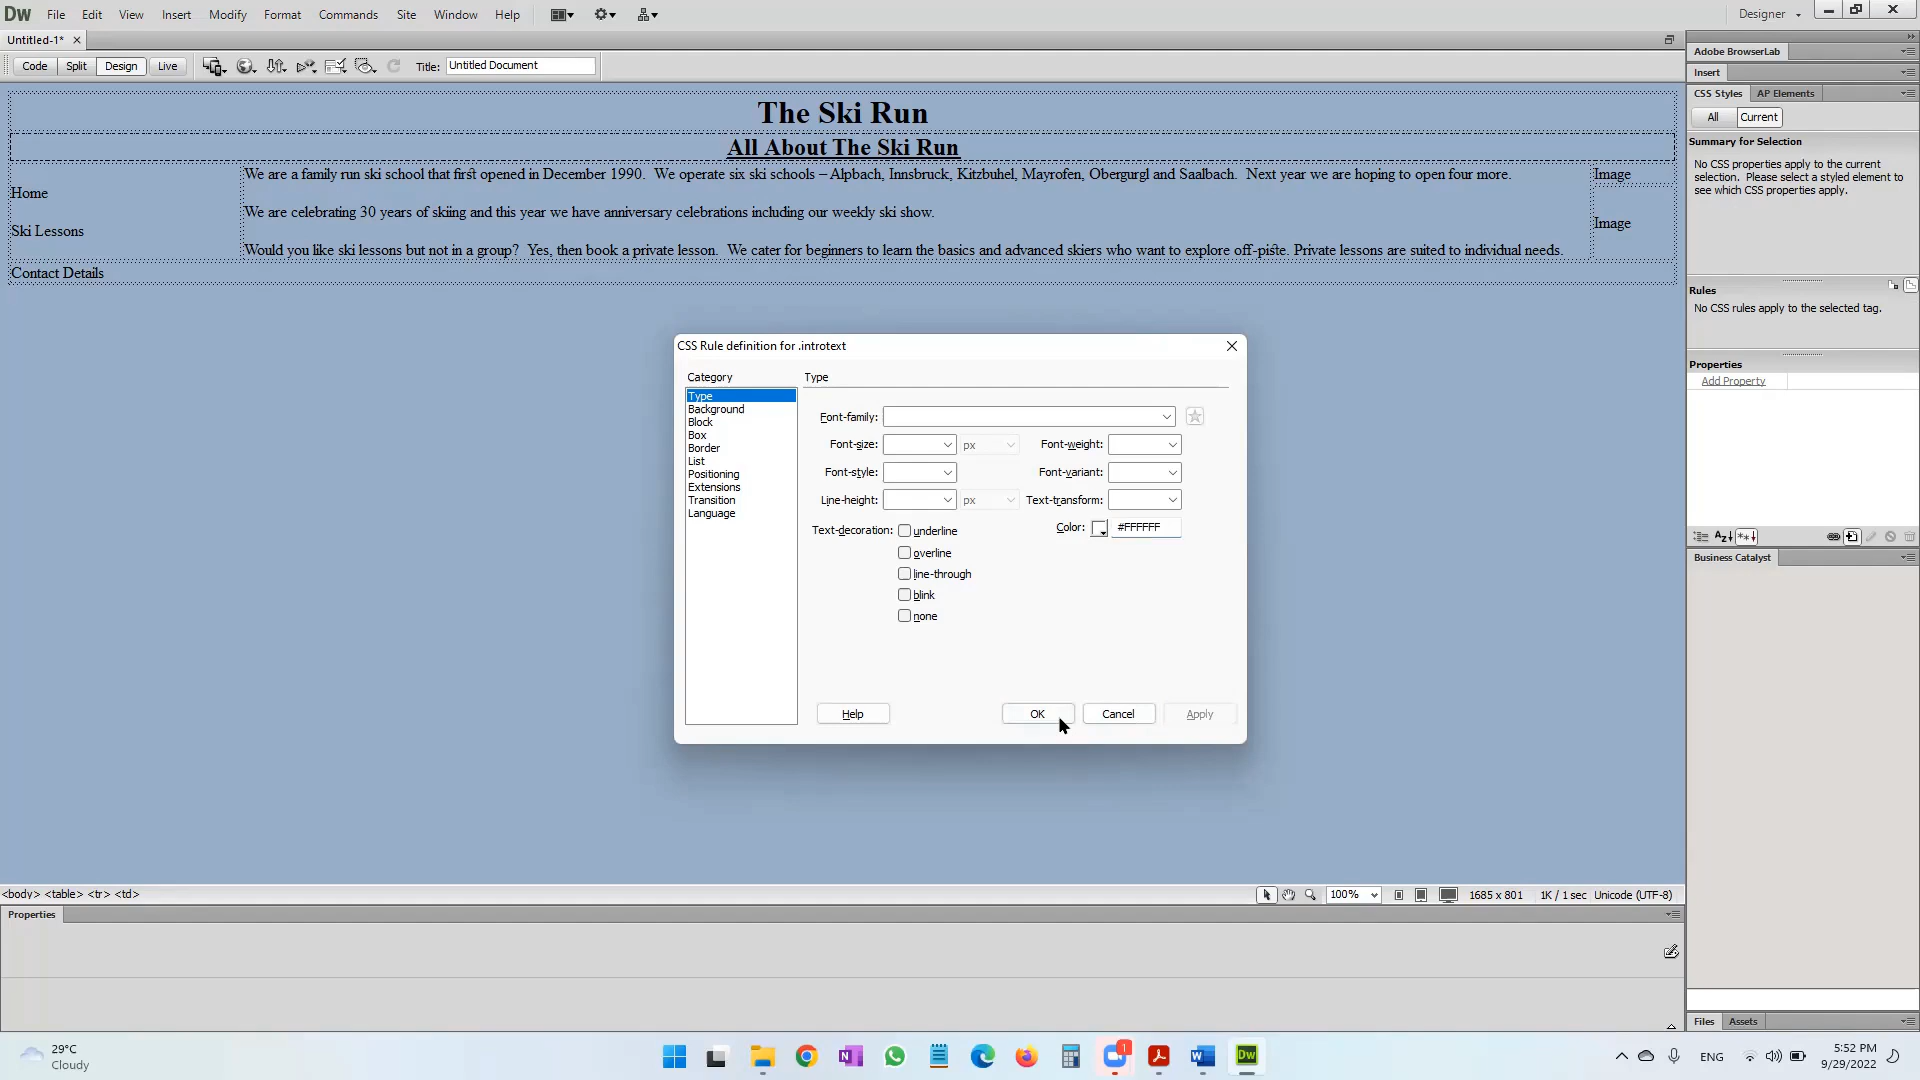 Dw File Edit View Insert Modify Format Commands Site Window Help Designer
Untitled-1*
Code Split Design Live Title: Untitled Document
Adobe BrowserLab
Insert
CSS Styles AP Elements
All Current
Summary for Selection
No CSS properties apply to the current
selection. Please select a styled element to
see which CSS properties apply.
Rules
No CSS rules apply to the selected tag.
Properties
Add Property
Business Catalyst
Files Assets
The Ski Run
All About The Ski Run
Home
Ski Lessons
We are a family run ski school that first opened in December 1990. We operate six ski schools – Alpbach, Innsbruck, Kitzbuhel, Mayrofen, Obergurgl and Saalbach. Next year we are hoping to open four more.
We are celebrating 30 years of skiing and this year we have anniversary celebrations including our weekly ski show.
Would you like ski lessons but not in a group? Yes, then book a private lesson. We cater for beginners to learn the basics and advanced skiers who want to explore off-piste. Private lessons are suited to individual needs.
Image
Image
Contact Details
CSS Rule definition for .introtext
Category
Type
Background
Block
Box
Border
List
Positioning
Extensions
Transition
Language
Type
Font-family:
Font-size: px Font-weight:
Font-style: Font-variant:
Line-height: px Text-transform:
Text-decoration: underline Color: #FFFFFF
overline
line-through
blink
none
Help OK Cancel Apply
<body> <table> <tr> <td> 100% 1685 x 801 1K / 1 sec Unicode (UTF-8)
Properties
29°C
Cloudy
1
Dw
ENG
5:52 PM
9/29/2022